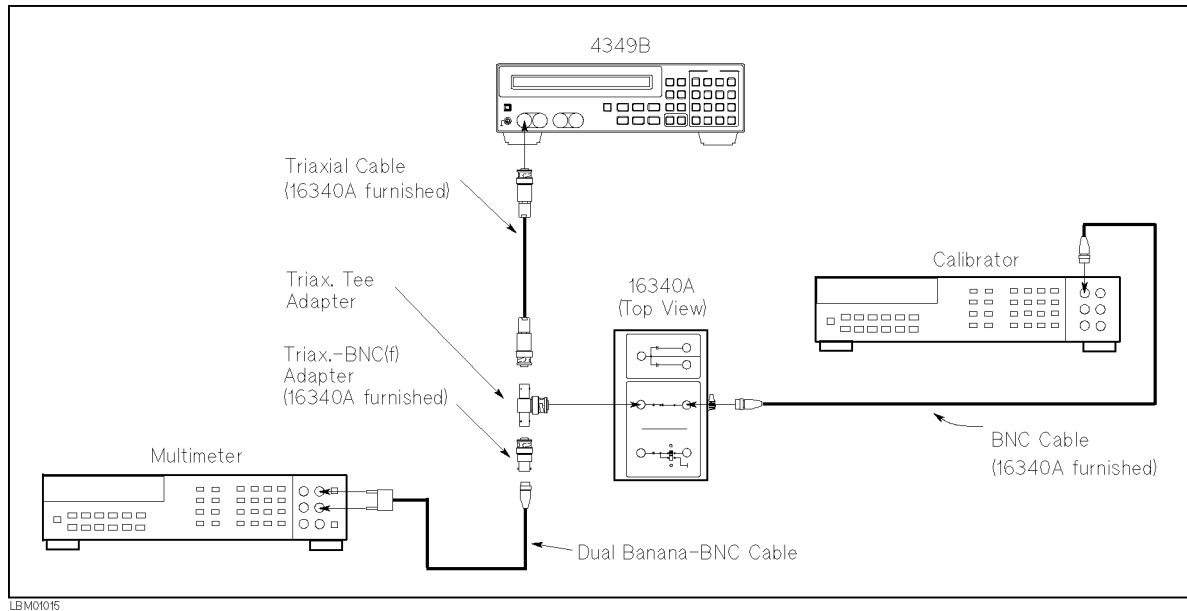 4349B
Triaxial Cable
(16340A furnished)
Triax. Tee
Adapter
Triax.-BNC(f)
Adapter
(16340A furnished)
16340A
(Top View)
Calibrator
BNC Cable
(16340A furnished)
Multimeter
Dual Banana-BNC Cable
LBM01015